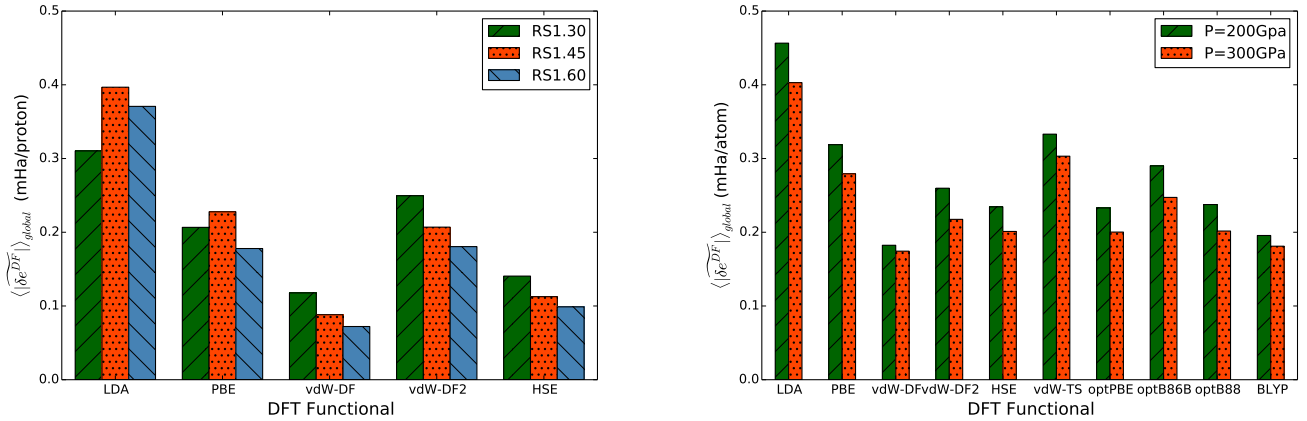 0.5
0.4
0.3
0.2
0.1
0.0
⟨|δe^{DF}|⟩_{global} (mHa/proton)
RS1.30
RS1.45
RS1.60
LDA PBE vdW-DF vdW-DF2 HSE
DFT Functional
0.5
0.4
0.3
0.2
0.1
0.0
⟨|δe^{DF}|⟩_{global} (mHa/atom)
P=200Gpa
P=300GPa
LDA PBE vdW-DF vdW-DF2 HSE vdW-TS optPBE optB86B optB88 BLYP
DFT Functional